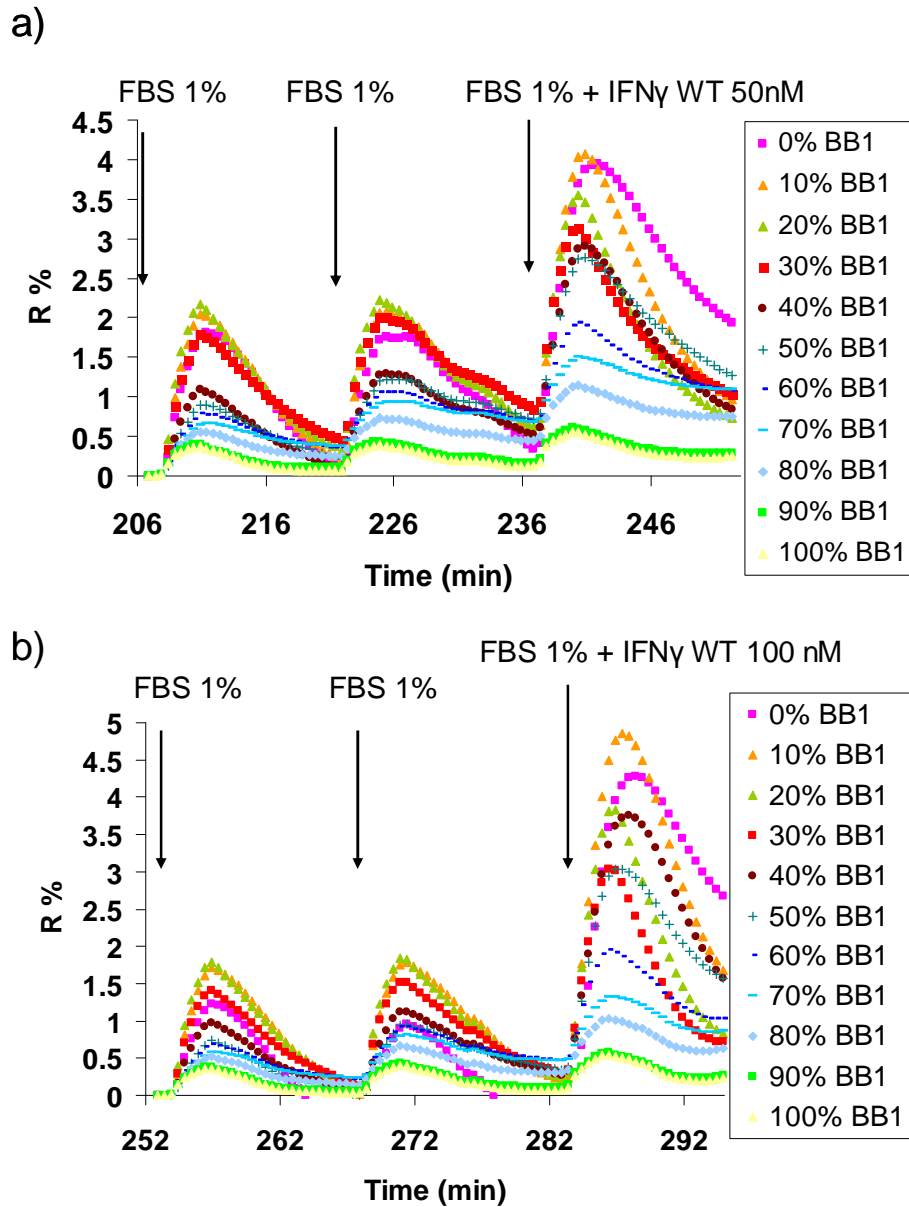 a)
FBS 1% FBS 1% FBS 1% + IFNγ WT 50nM
4.5
4
3.5
3
2.5
2
1.5
1
0.5
0
R %
206 216 226 236 246
Time (min)
0% BB1
10% BB1
20% BB1
30% BB1
40% BB1
50% BB1
60% BB1
70% BB1
80% BB1
90% BB1
100% BB1
b)
FBS 1% + IFNγ WT 100 nM
FBS 1% FBS 1%
5
4.5
4
3.5
3
2.5
2
1.5
1
0.5
0
R %
252 262 272 282 292
Time (min)
0% BB1
10% BB1
20% BB1
30% BB1
40% BB1
50% BB1
60% BB1
70% BB1
80% BB1
90% BB1
100% BB1